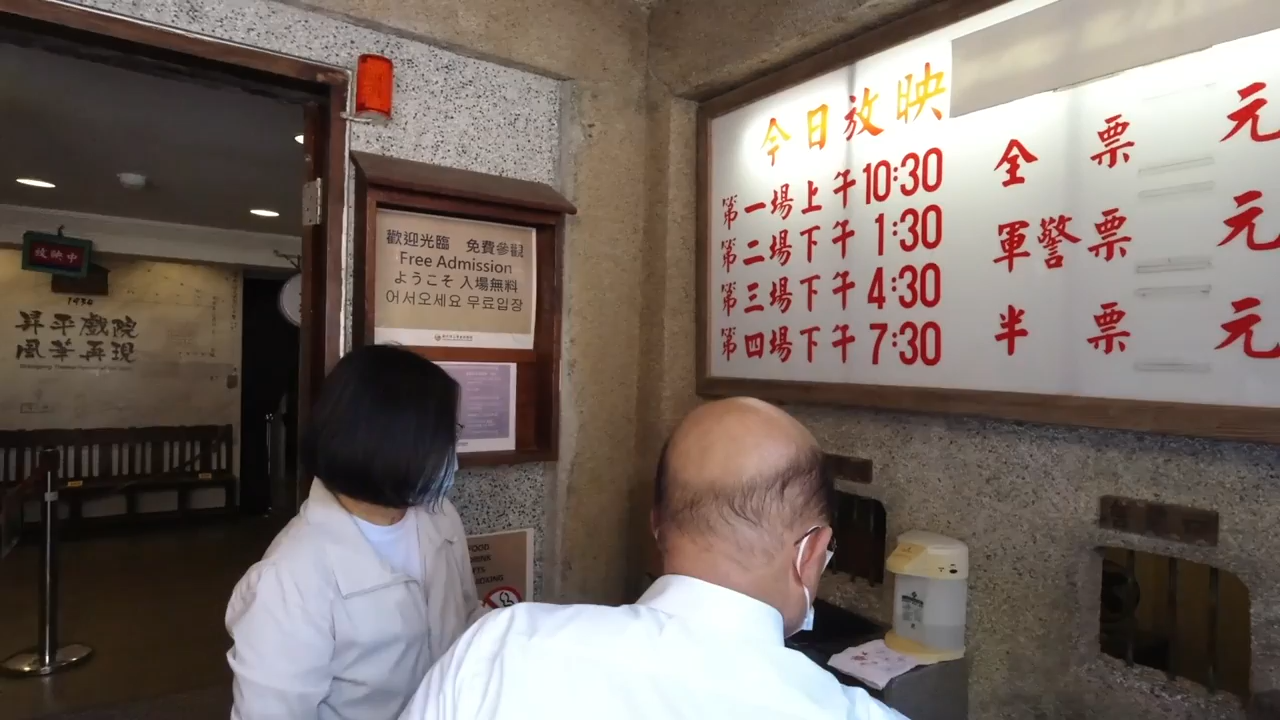 放映中
1934
昇平戲院
風華再現
歡迎光臨 免費參觀
Free Admission
ようこそ 入場無料
어서오세요 무료입장
今日放映
第一場上午10:30
第二場下午1:30
第三場下午4:30
第四場下午7:30
全票 元
軍警票 元
半票 元
FOOD